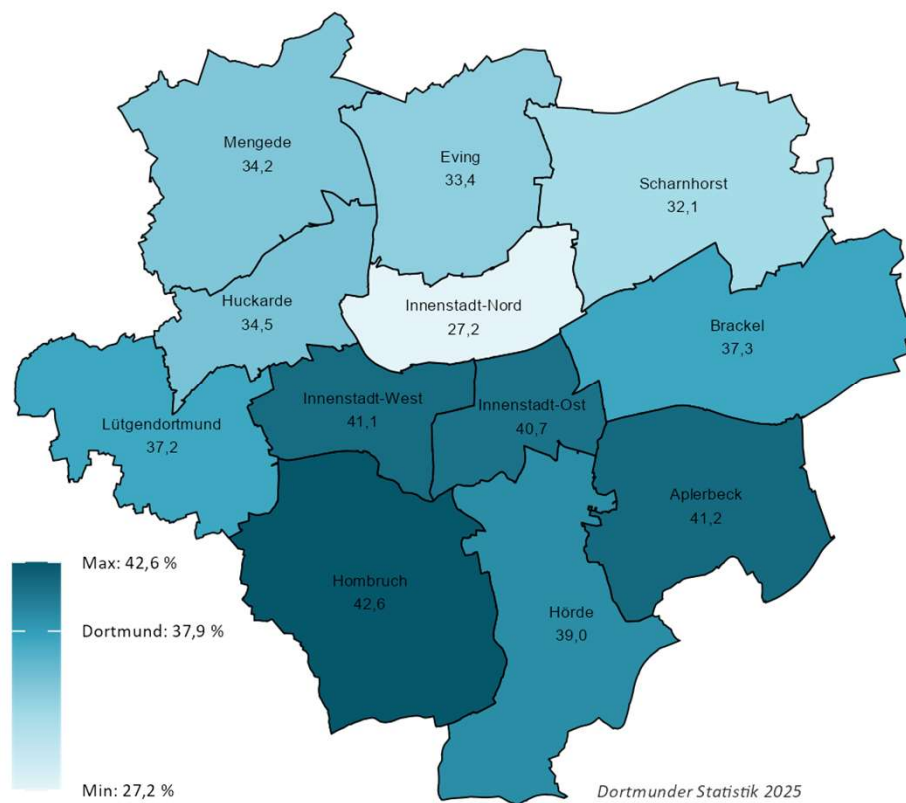 Mengede
34,2
Eving
33,4
Scharnhorst
32,1
Huckarde
34,5
Innenstadt-Nord
27,2
Brackel
37,3
Lütgendortmund
37,2
Innenstadt-West
41,1
Innenstadt-Ost
40,7
Aplerbeck
41,2
Hombruch
42,6
Hörde
39,0
Max: 42,6 %
Dortmund: 37,9 %
Min: 27,2 %
Dortmunder Statistik 2025